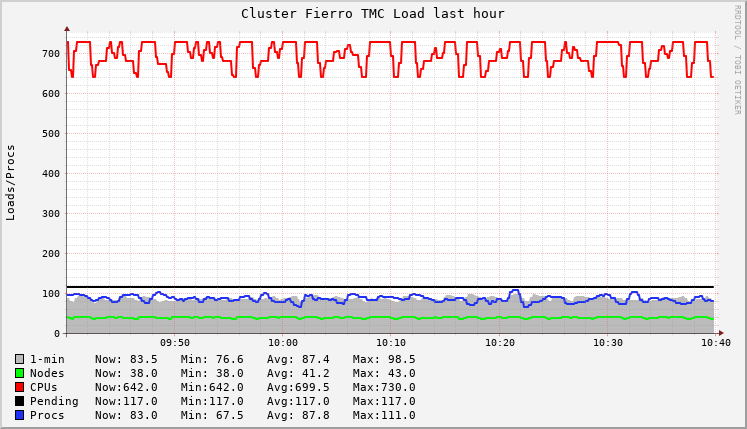 Cluster Fierro TMC Load last hour
RRDTOOL / TOBI OETIKER
Loads/Procs
700
600
500
400
300
200
100
0
09:50 10:00 10:10 10:20 10:30 10:40
1-min Now: 83.5 Min: 76.6 Avg: 87.4 Max: 98.5
Nodes Now: 38.0 Min: 38.0 Avg: 41.2 Max: 43.0
CPUs Now:642.0 Min:642.0 Avg:699.5 Max:730.0
Pending Now:117.0 Min:117.0 Avg:117.0 Max:117.0
Procs Now: 83.0 Min: 67.5 Avg: 87.8 Max:111.0